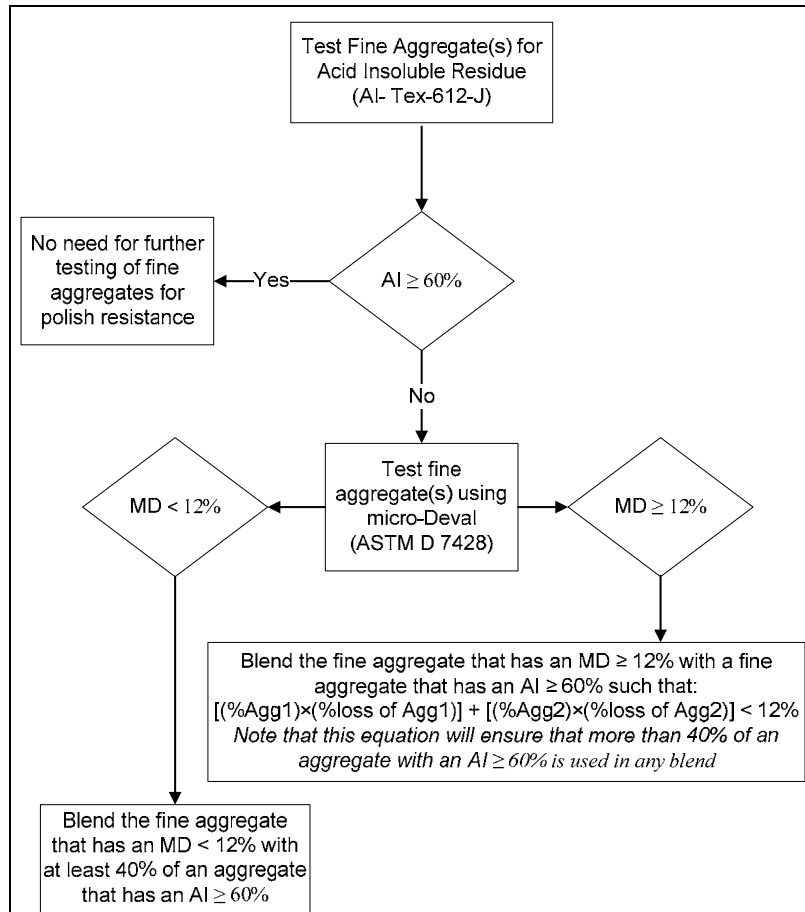 Test Fine Aggregate(s) for
Acid Insoluble Residue
(AI- Tex-612-J)
AI ≥ 60%
Yes
No need for further
testing of fine
aggregates for
polish resistance
No
Test fine
aggregate(s) using
micro-Deval
(ASTM D 7428)
MD < 12%
MD ≥ 12%
Blend the fine aggregate that has an MD ≥ 12% with a fine
aggregate that has an AI ≥ 60% such that:
[(%Agg1)×(%loss of Agg1)] + [(%Agg2)×(%loss of Agg2)] < 12%
Note that this equation will ensure that more than 40% of an
aggregate with an AI ≥ 60% is used in any blend
Blend the fine aggregate
that has an MD < 12% with
at least 40% of an aggregate
that has an AI ≥ 60%